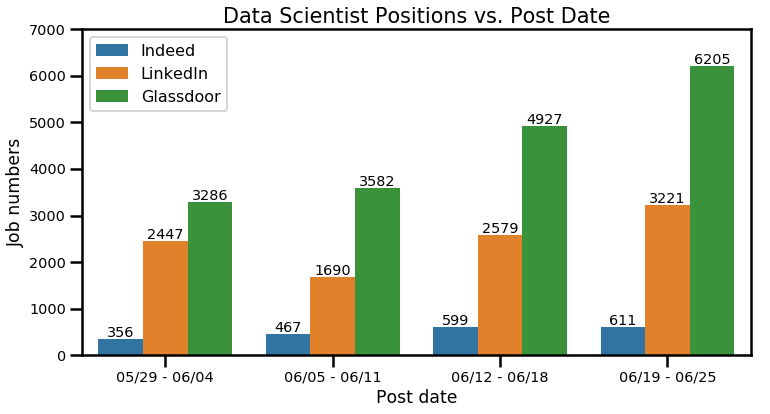 Data Scientist Positions vs. Post Date
Job numbers
7000
6000
5000
4000
3000
2000
1000
0
Indeed
LinkedIn
Glassdoor
356
2447
3286
467
1690
3582
599
2579
4927
611
3221
6205
05/29 - 06/04
06/05 - 06/11
06/12 - 06/18
06/19 - 06/25
Post date